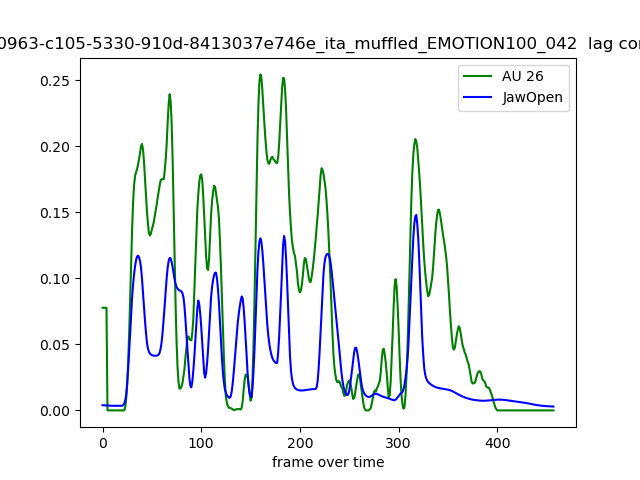 0963-c105-5330-910d-8413037e746e_ita_muffled_EMOTION100_042 lag
AU 26
JawOpen
0.25
0.20
0.15
0.10
0.05
0.00
0 100 200 300 400
frame over time